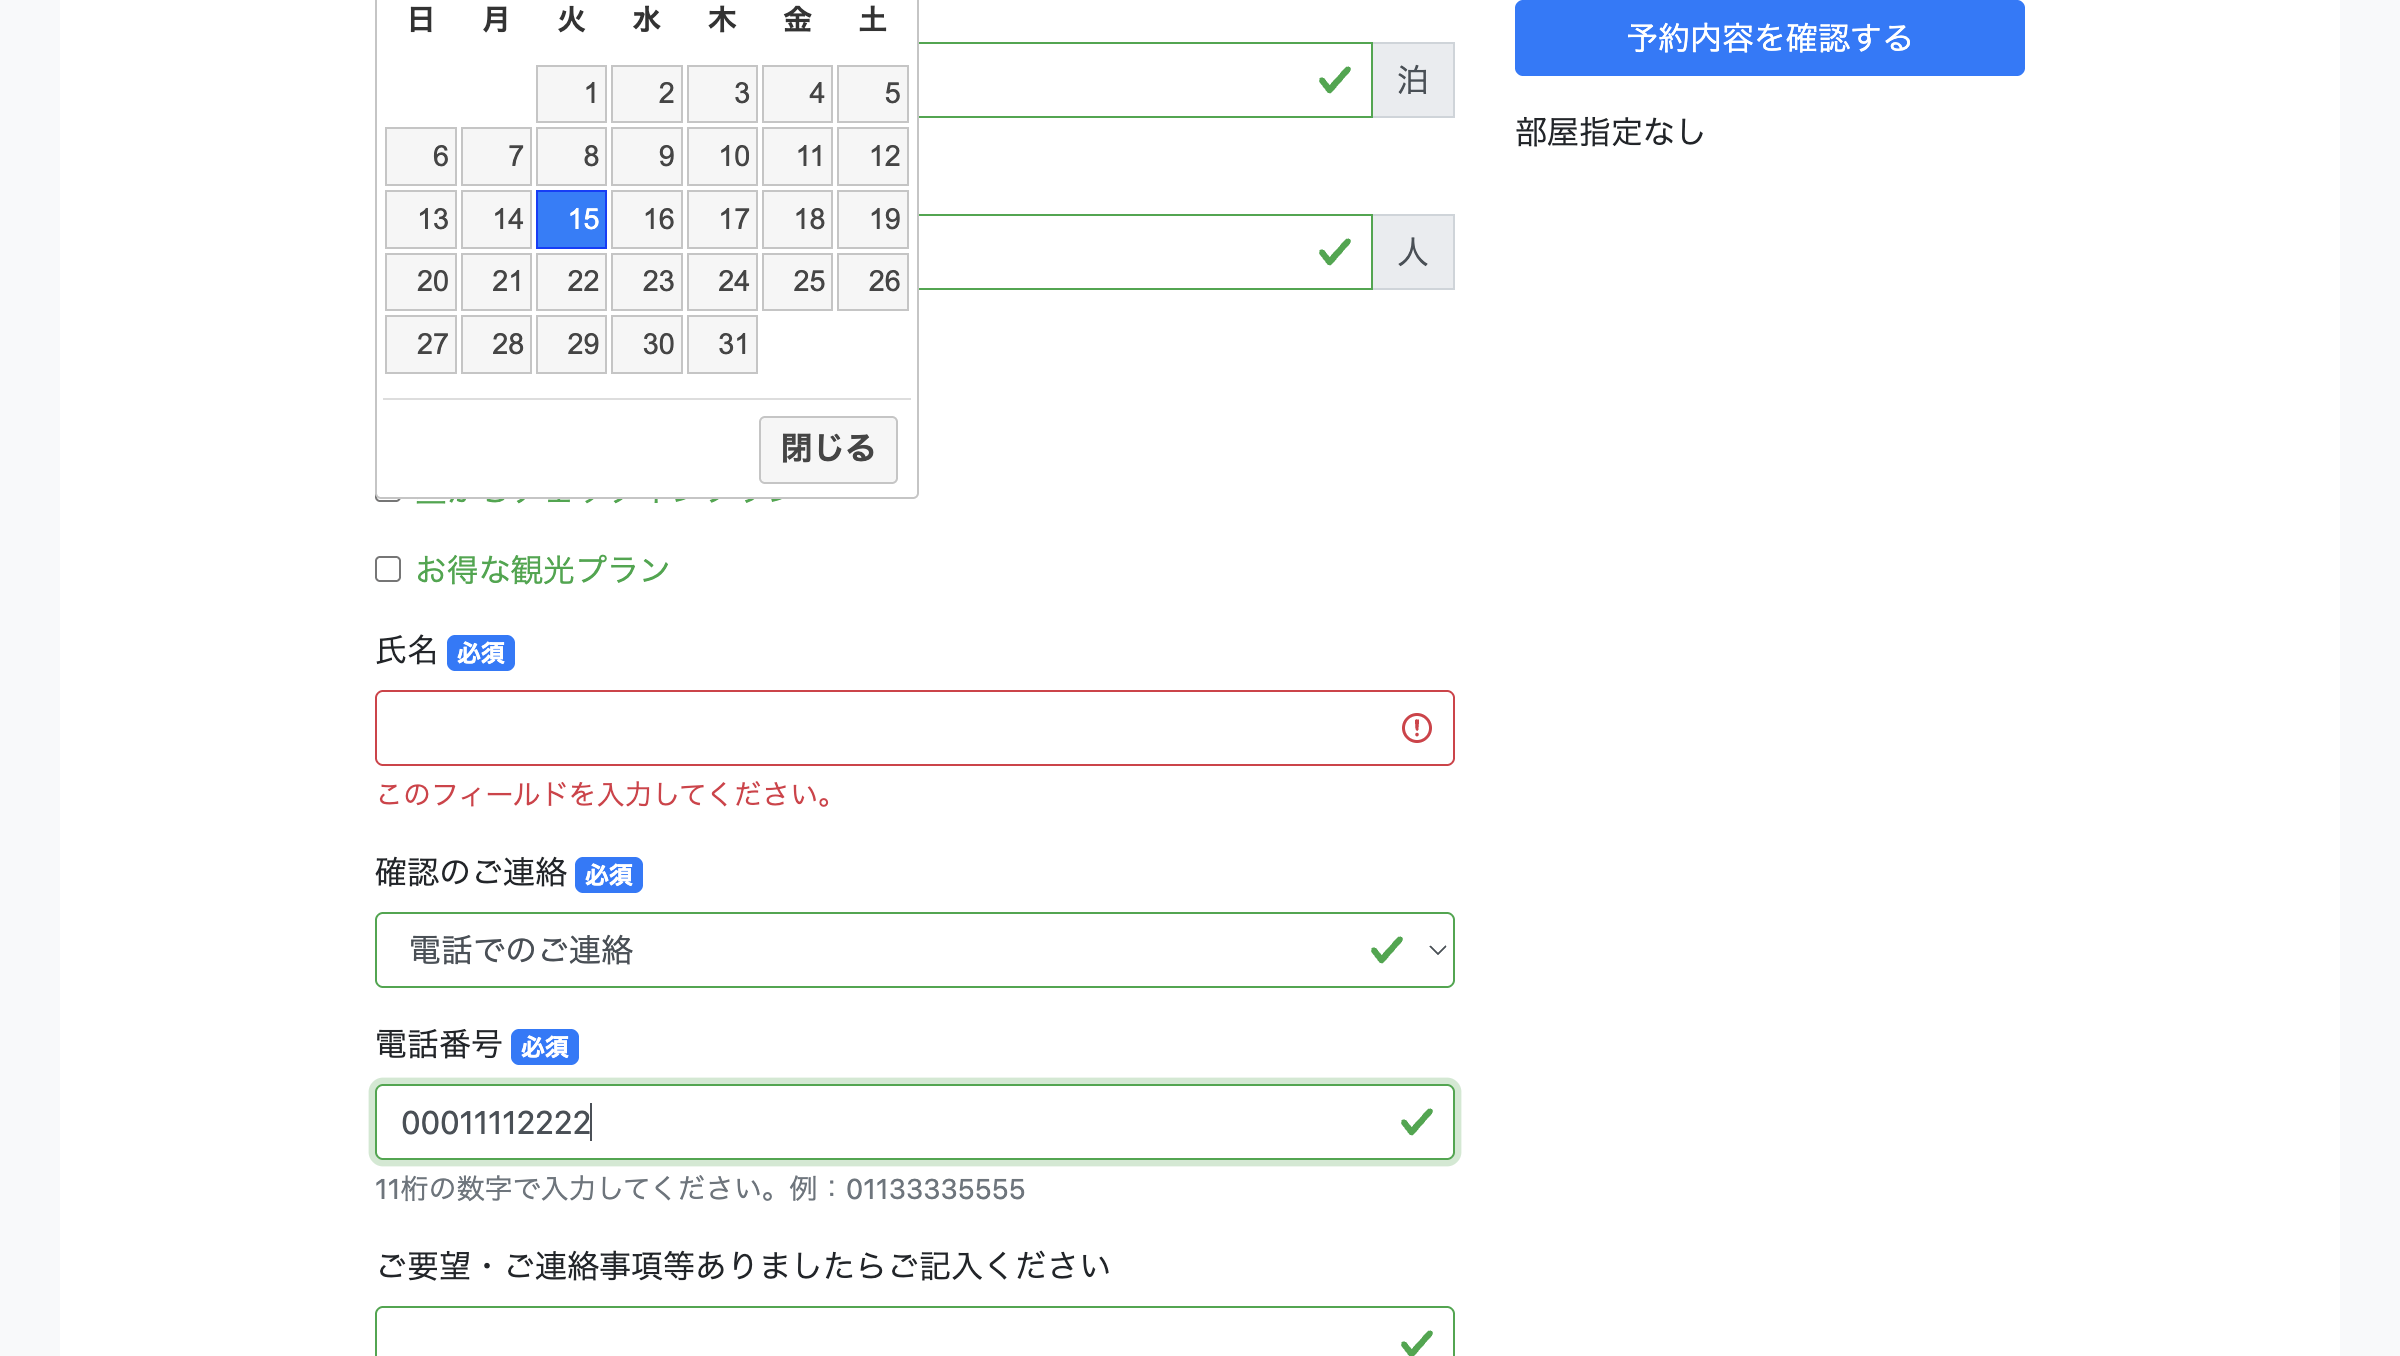 日 月 火 水 木 金 土
1 2 3 4 5
6 7 8 9 10 11 12
13 14 15 16 17 18 19
20 21 22 23 24 25 26
27 28 29 30 31
閉じる
泊
人
予約内容を確認する
部屋指定なし
お得な観光プラン
氏名 必須
このフィールドを入力してください。
確認のご連絡 必須
電話でのご連絡
電話番号 必須
00011112222
11桁の数字で入力してください。例：01133335555
ご要望・ご連絡事項等ありましたらご記入ください